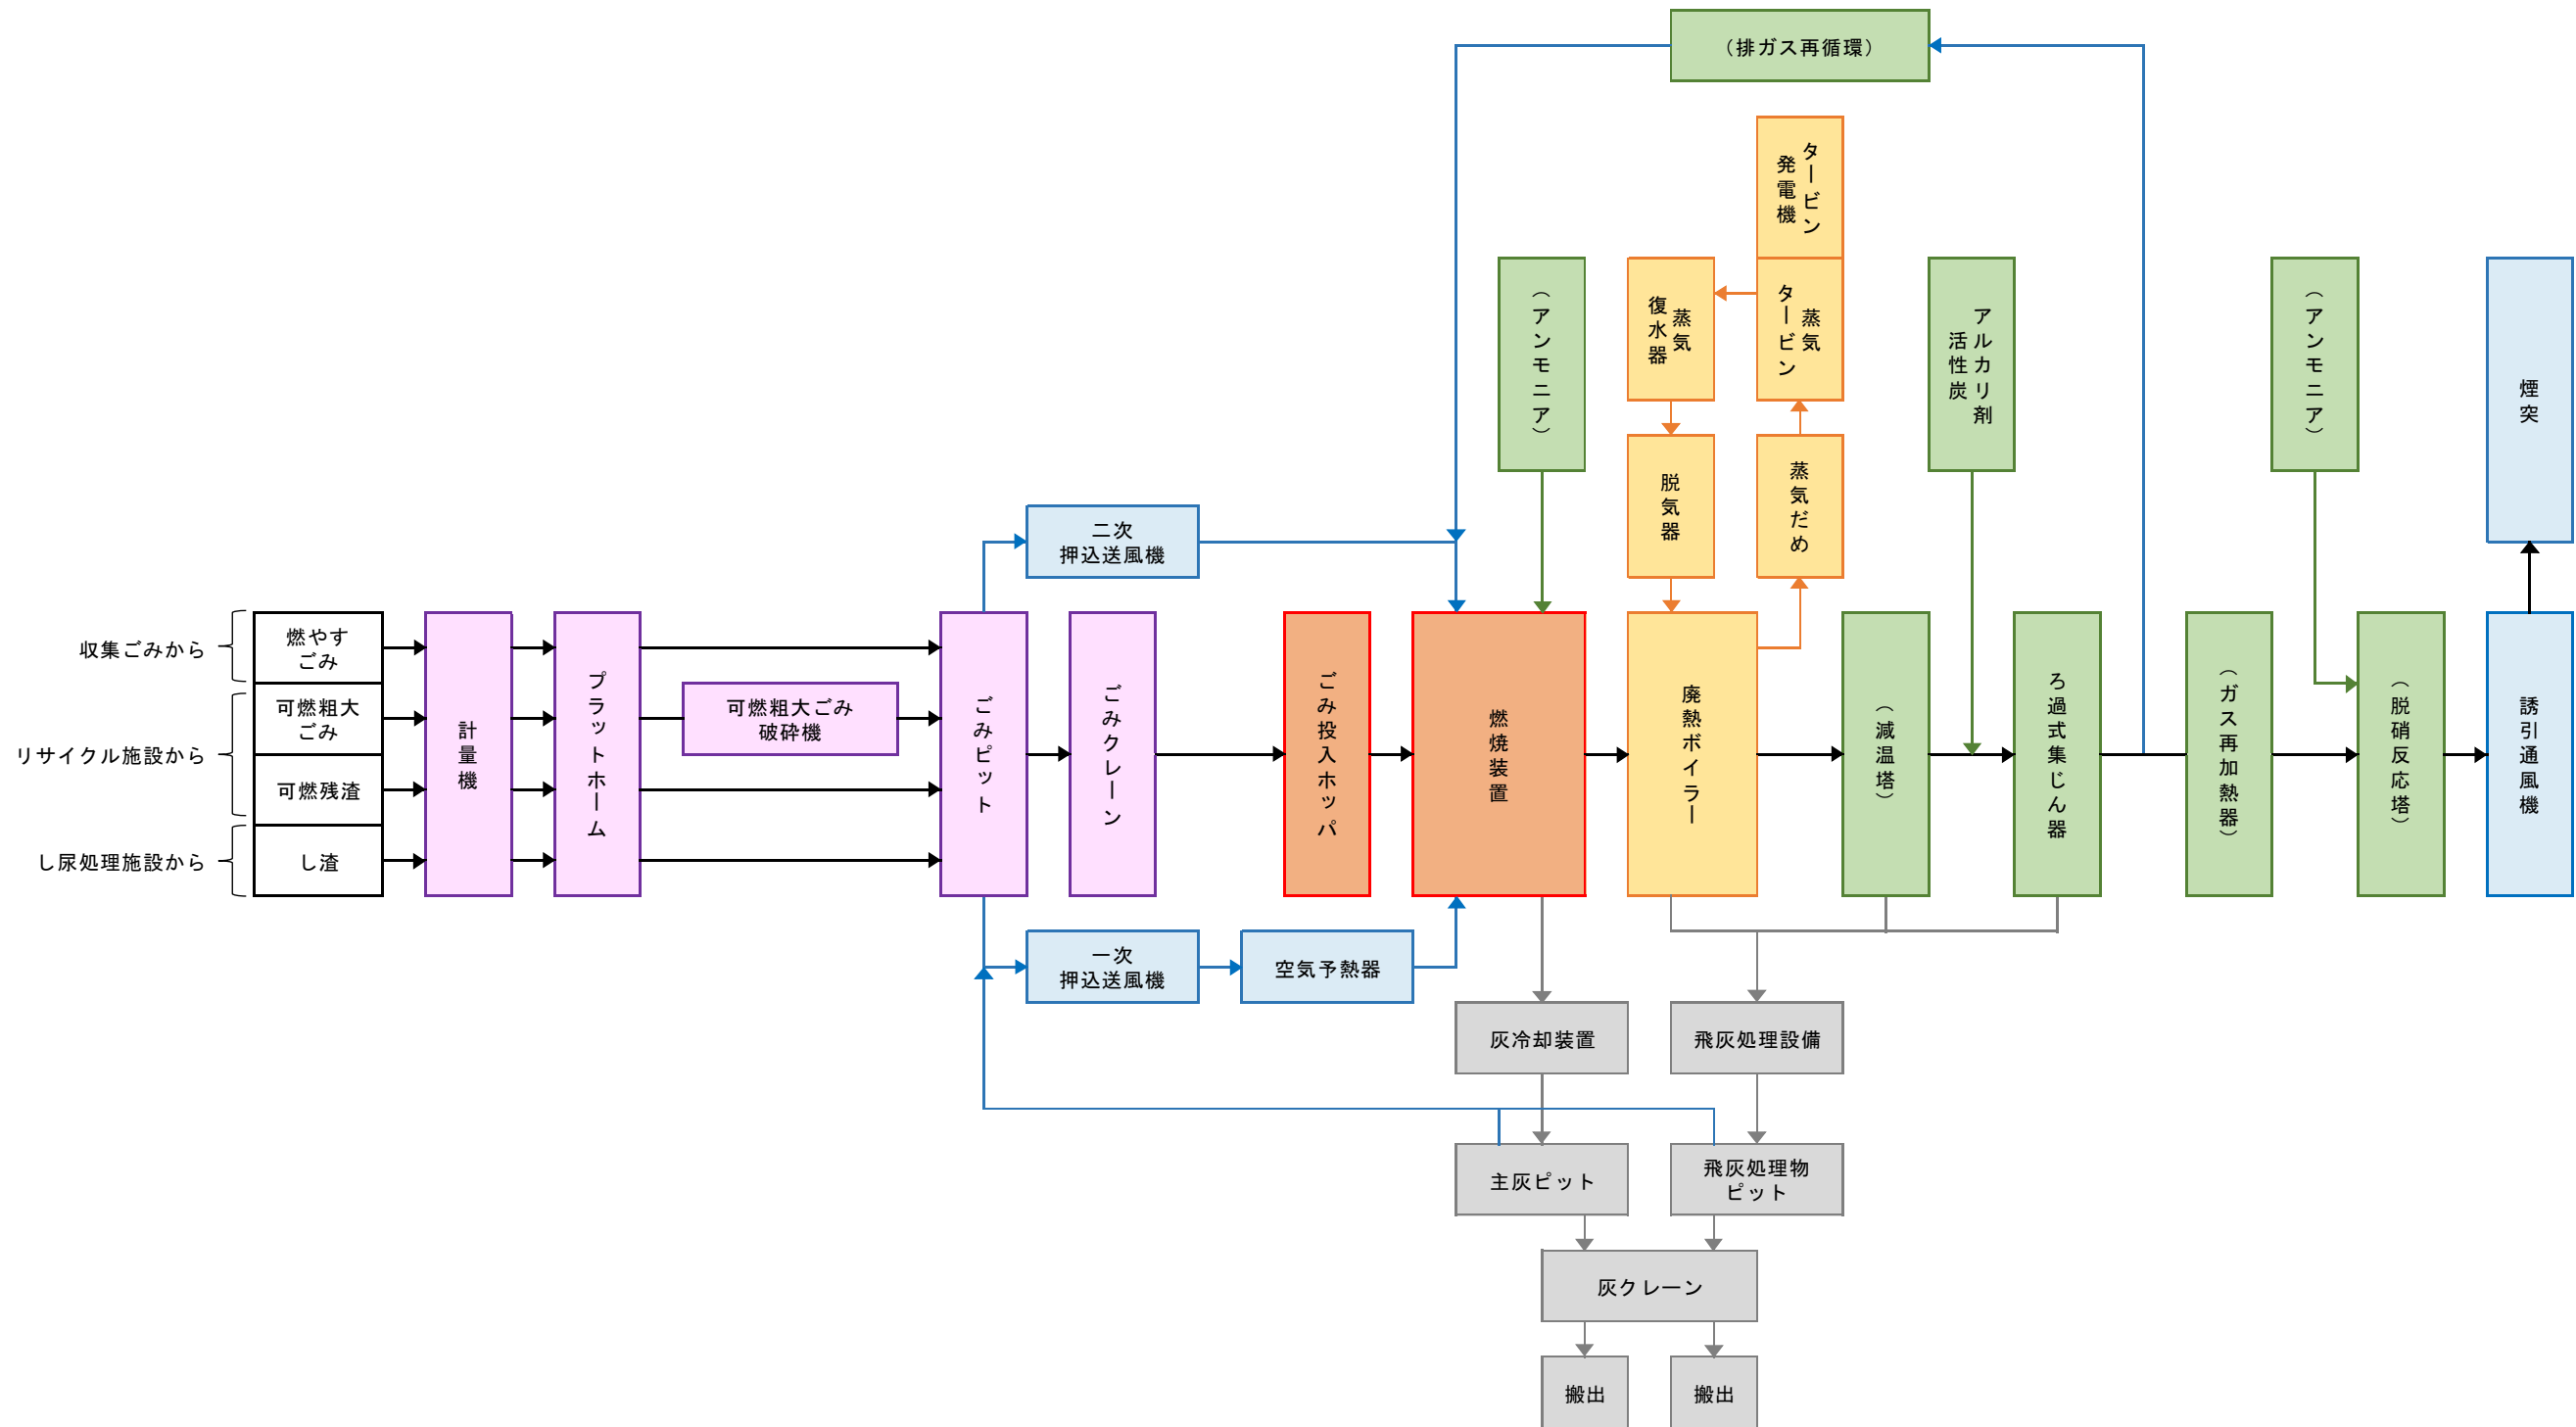 （排ガス再循環）
タービン
発電機
（アンモニア）
蒸気
復水器
蒸気
タービン
アルカリ剤
活性炭
（アンモニア）
煙突
脱気器
蒸気だめ
二次
押込送風機
収集ごみから
リサイクル施設から
し尿処理施設から
燃やす
ごみ
可燃粗大
ごみ
可燃残渣
し渣
計量機
プラットホーム
可燃粗大ごみ
破砕機
ごみピット
ごみクレーン
ごみ投入ホッパ
燃焼装置
廃熱ボイラー
（減温塔）
ろ過式集じん器
（ガス再加熱器）
（脱硝反応塔）
誘引通風機
一次
押込送風機
空気予熱器
灰冷却装置
飛灰処理設備
主灰ピット
飛灰処理物
ピット
灰クレーン
搬出
搬出